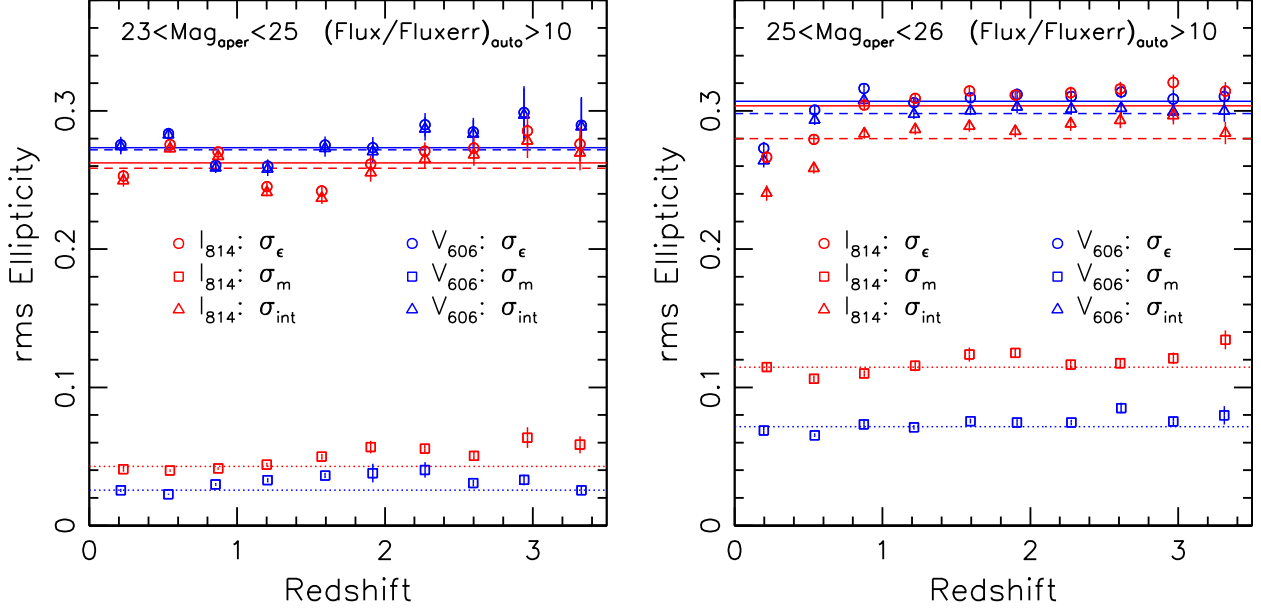 23<Mag_aper<25 (Flux/Fluxerr)_auto>10
rms Ellipticity
0.3
0.2
0.1
0
I_814: σ_ϵ
I_814: σ_m
I_814: σ_int
V_606: σ_ϵ
V_606: σ_m
V_606: σ_int
0 1 2 3
Redshift
25<Mag_aper<26 (Flux/Fluxerr)_auto>10
rms Ellipticity
0.3
0.2
0.1
0
I_814: σ_ϵ
I_814: σ_m
I_814: σ_int
V_606: σ_ϵ
V_606: σ_m
V_606: σ_int
0 1 2 3
Redshift